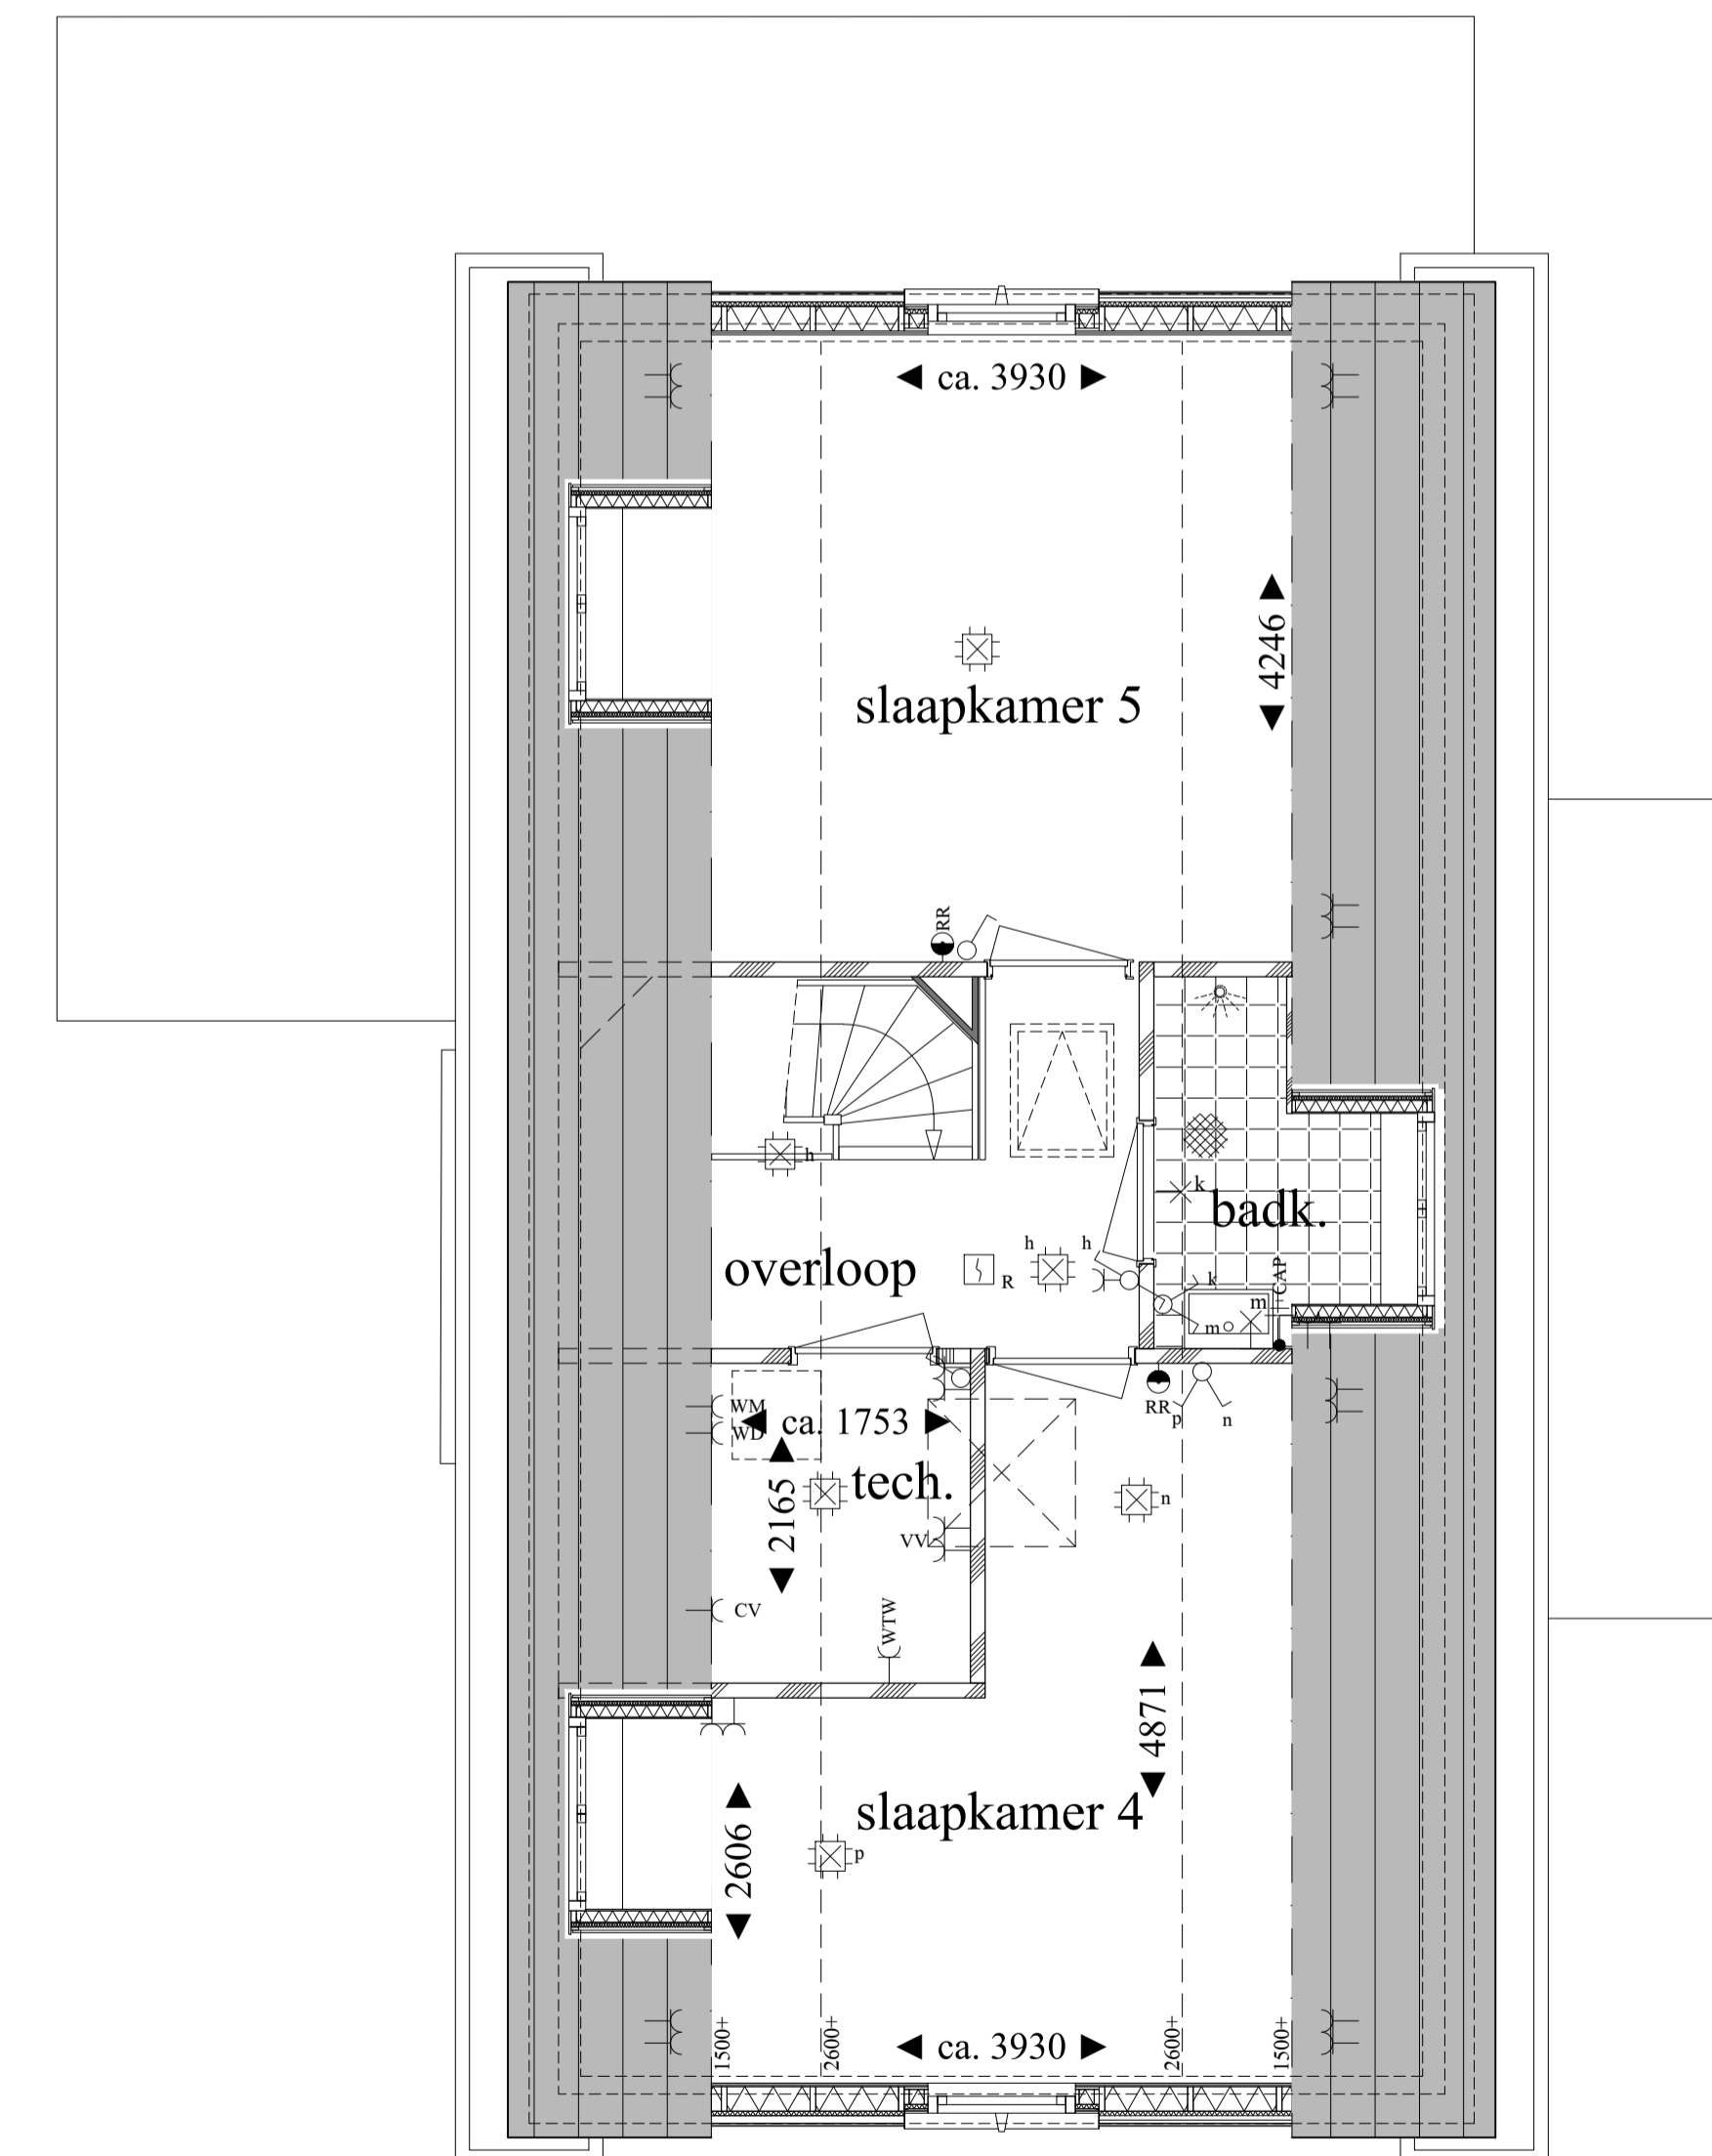 ca. 3930
4246
slaapkamer 5
RR
h
k
badk.
overloop
R
h
h
k
m
m
CAP
WM
WD
ca. 1753
2165
tech.
VV
RR
p
n
n
CV
WTW
4871
slaapkamer 4
2606
p
1500+
2600+
ca. 3930
2600+
1500+